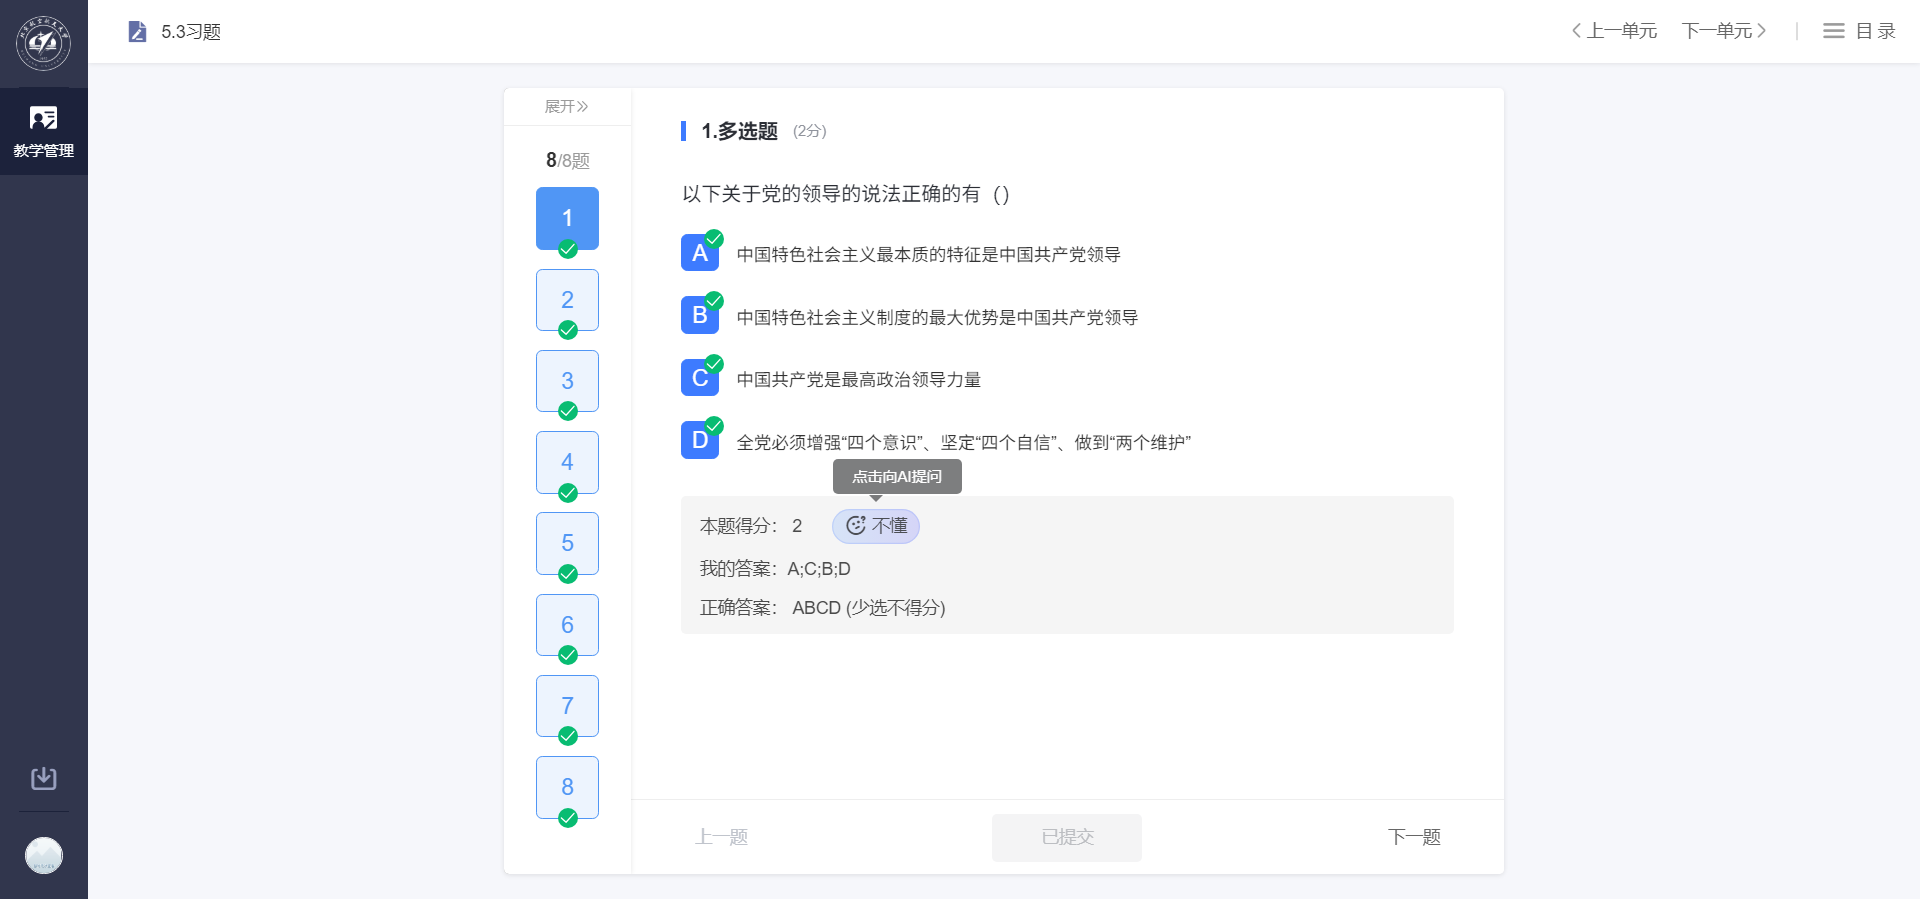 5.3习题
上一单元
下一单元
目录
教学管理
展开
8/8题
1
2
3
4
5
6
7
8
1.多选题 (2分)
以下关于党的领导的说法正确的有（）
A 中国特色社会主义最本质的特征是中国共产党领导
B 中国特色社会主义制度的最大优势是中国共产党领导
C 中国共产党是最高政治领导力量
D 全党必须增强“四个意识”、坚定“四个自信”、做到“两个维护”
点击向AI提问
本题得分： 2 不懂
我的答案：A;C;B;D
正确答案： ABCD (少选不得分)
上一题
已提交
下一题